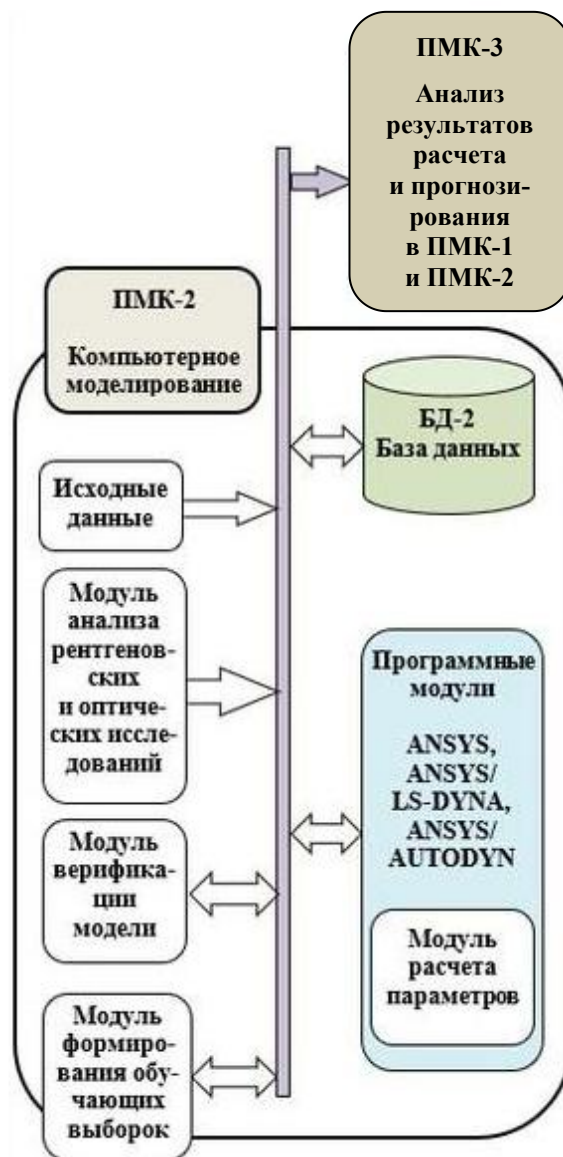 ПМК-3
Анализ
результатов
расчета
и прогнози-
рования
в ПМК-1
и ПМК-2
ПМК-2
Компьютерное
моделирование
БД-2
База данных
Исходные
данные
Модуль
анализа
рентгенов-
ских
и оптиче-
ских иссле-
дований
Программные
модули
ANSYS,
ANSYS/
LS-DYNA,
ANSYS/
AUTODYN
Модуль
расчета
параметров
Модуль
верифика-
ции
модели
Модуль
формиро-
вания обу-
чающих
выборок